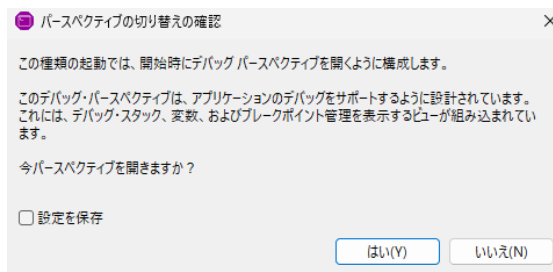 パースペクティブの切り替えの確認
この種類の起動では、開始時にデバッグ パースペクティブを開くように構成します。
このデバッグ・パースペクティブは、アプリケーションのデバッグをサポートするように設計されています。
これには、デバッグ・スタック、変数、およびブレークポイント管理を表示するビューが組み込まれてい
ます。
今パースペクティブを開きますか？
設定を保存
はい(Y)
いいえ(N)